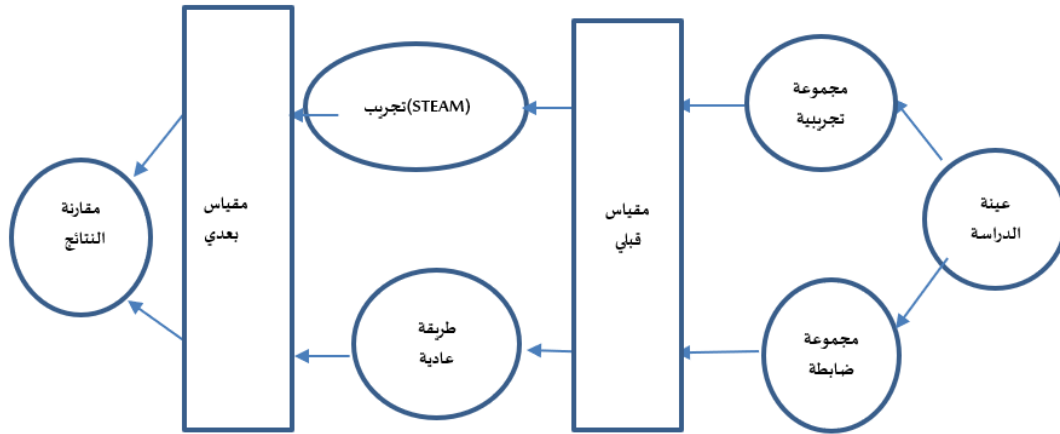 عينة
الدراسة
مجموعة
تجريبية
مجموعة
ضابطة
مقياس
قبلي
تجريب(STEAM)
طريقة
عادية
مقياس
بعدي
مقارنة
النتائج